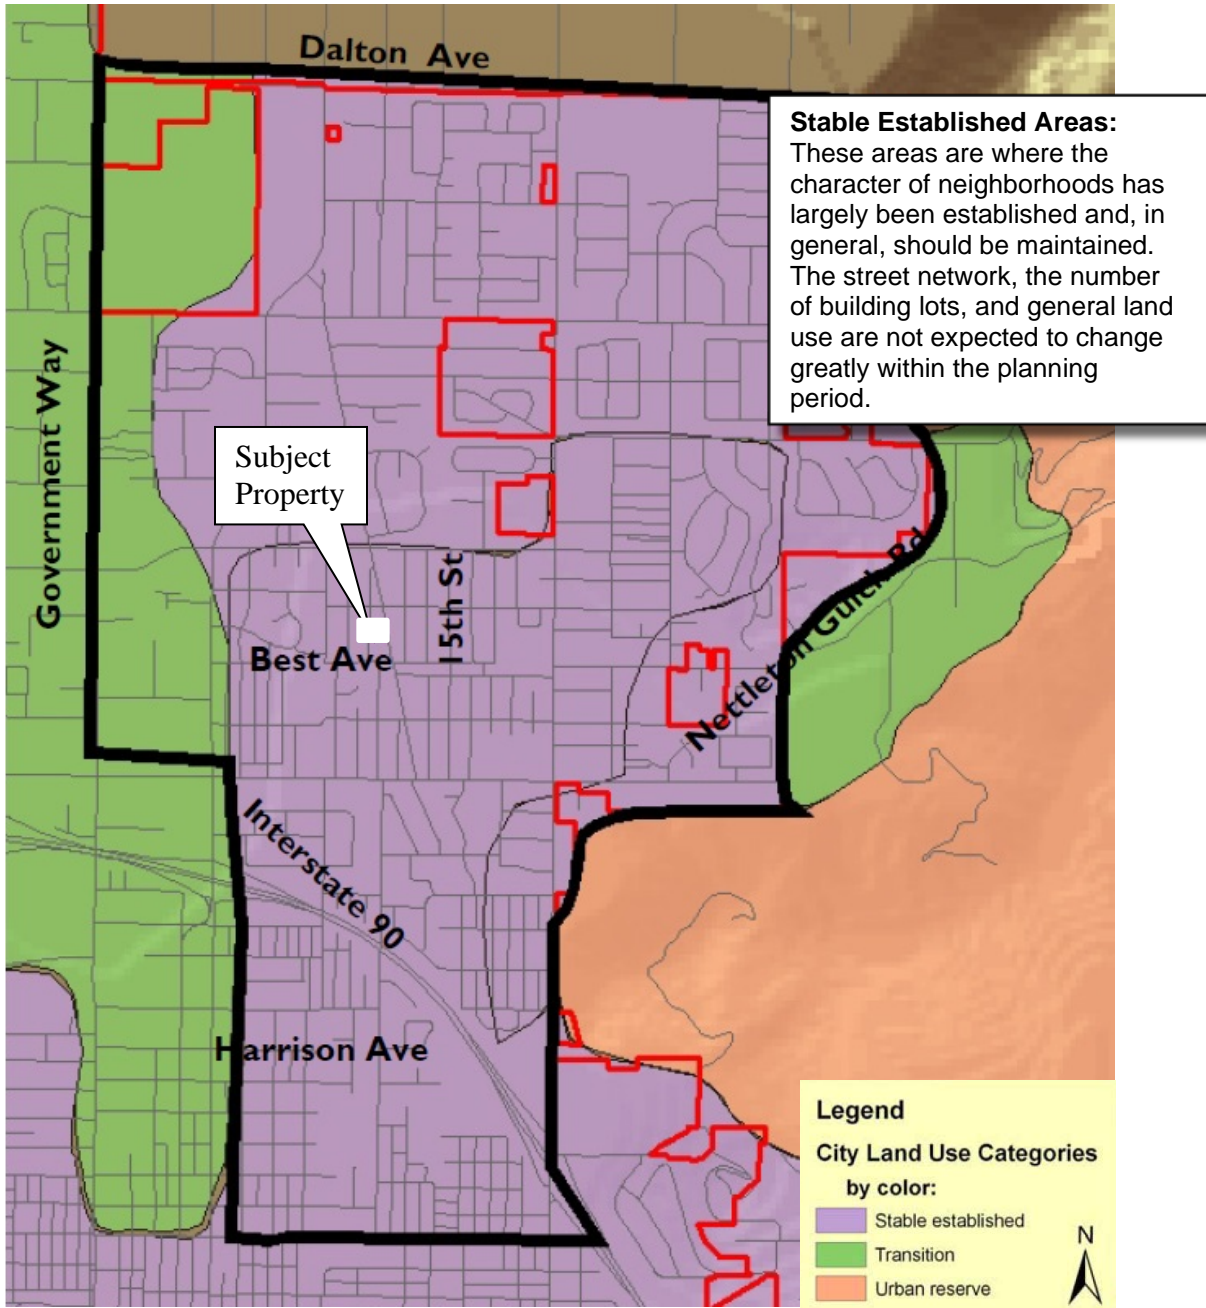 Dalton Ave
Stable Established Areas:
These areas are where the
character of neighborhoods has
largely been established and, in
general, should be maintained.
The street network, the number
of building lots, and general land
use are not expected to change
greatly within the planning
period.
Government Way
Subject
Property
15th St
Best Ave
Nettleton Gulch Rd
Interstate 90
Harrison Ave
Legend
City Land Use Categories
by color:
Stable established
Transition
Urban reserve
N